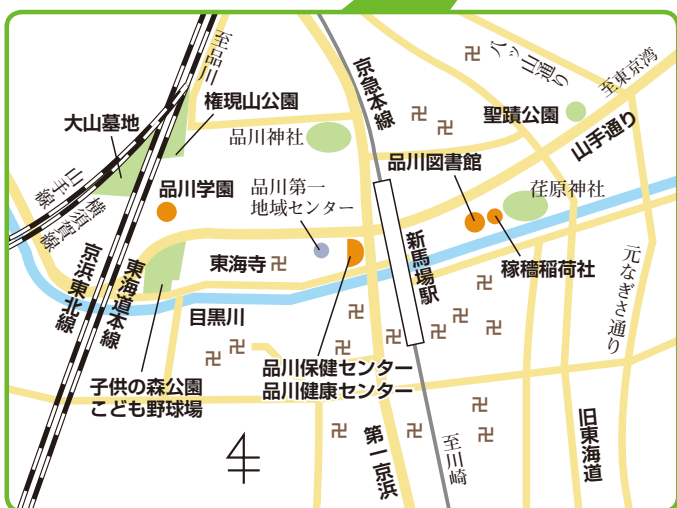 至品川
京急本線
八ッ山通り
至東京湾
権現山公園
大山墓地
聖蹟公園
品川神社
山手通り
品川図書館
山手線
横須賀線
品川学園
品川第一
地域センター
荏原神社
京浜東北線
東海道本線
東海寺
新馬場駅
稼穡稲荷社
元なぎさ通り
目黒川
品川保健センター
品川健康センター
子供の森公園
こども野球場
第一京浜
至川崎
旧東海道